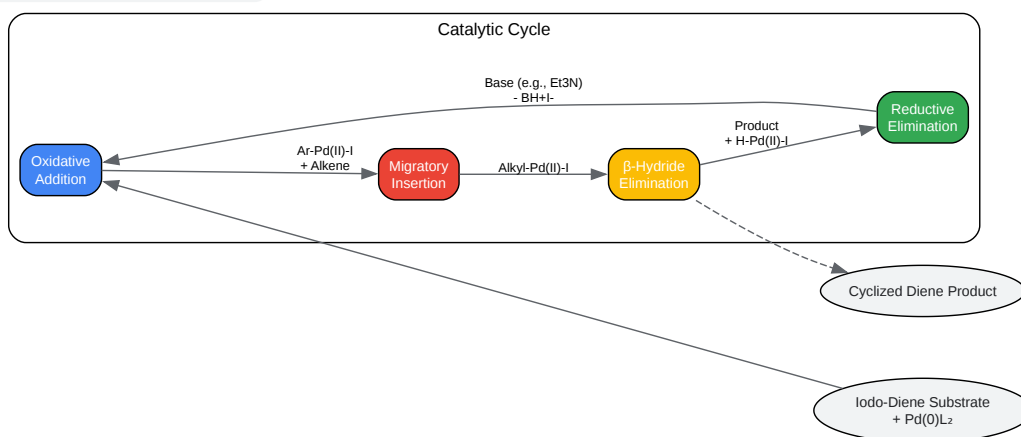 Catalytic Cycle
Base (e.g., Et3N)
- BH+I-
Reductive
Elimination
Product
+ H-Pd(II)-I
Oxidative
Addition
Ar-Pd(II)-I
+ Alkene
Migratory
Insertion
Alkyl-Pd(II)-I
β-Hydride
Elimination
Cyclized Diene Product
Iodo-Diene Substrate
+ Pd(0)L₂